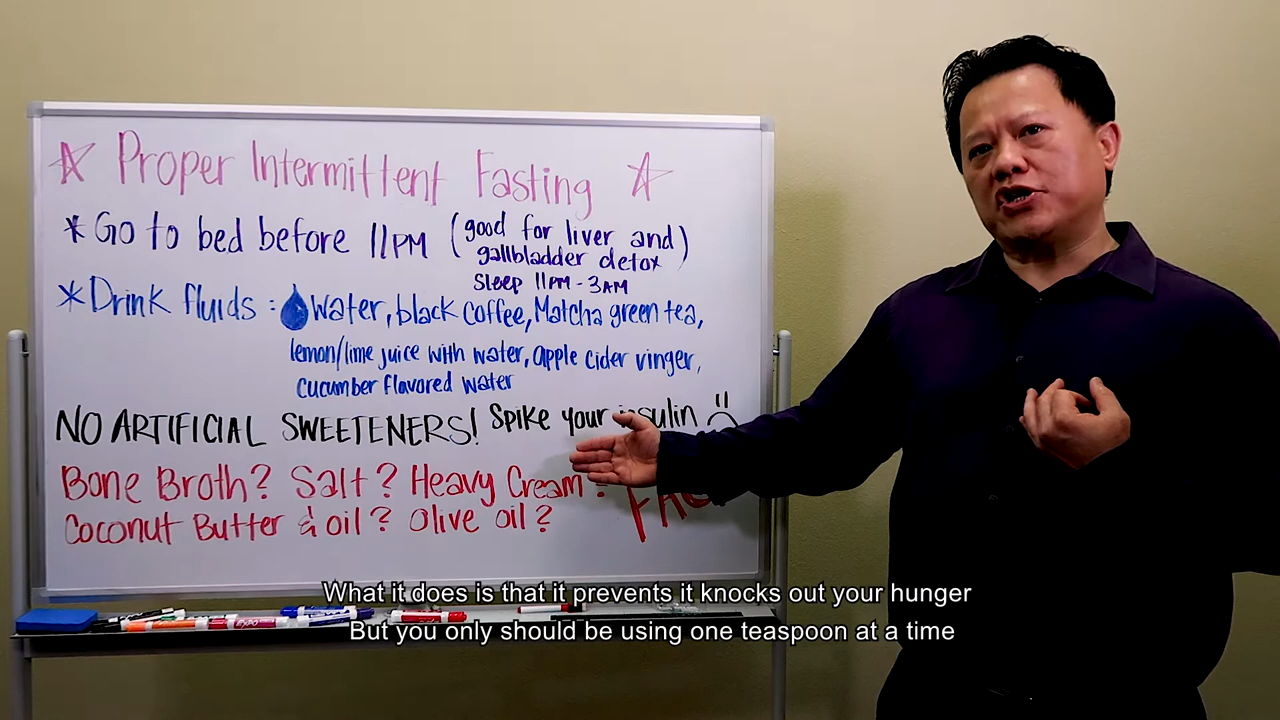 Proper Intermittent Fasting
* Go to bed before 11PM (good for liver and)
gallbladder detox
Sleep 11PM - 3AM
* Drink fluids : Water, black coffee, Matcha green tea,
lemon/lime juice with water, apple cider vinger,
cucumber flavored water
NO ARTIFICIAL SWEETENERS! Spike your insulin
Bone Broth? Salt? Heavy Cream?
Coconut Butter & oil? Olive oil?
What it does is that it prevents it knocks out your hunger
But you only should be using one teaspoon at a time
EXPO